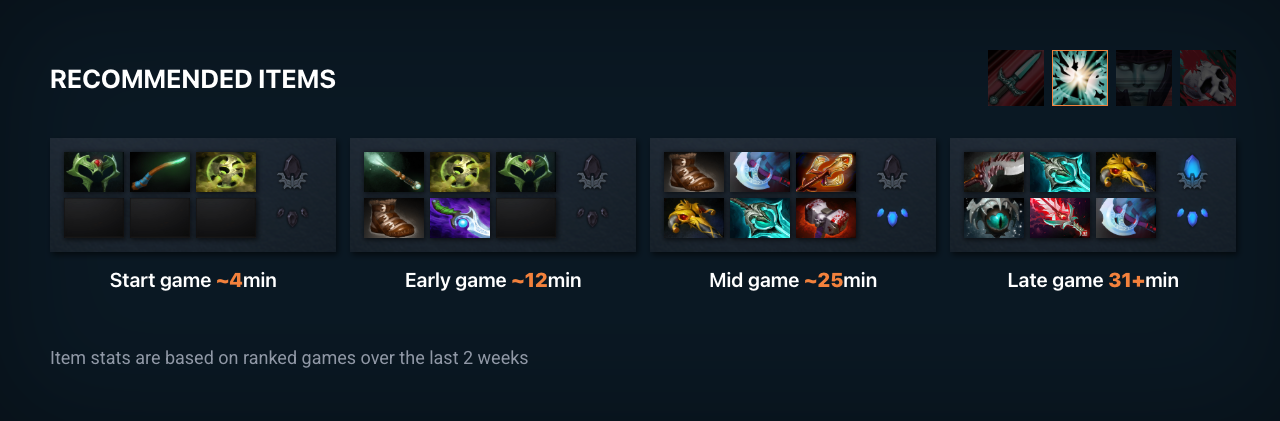 RECOMMENDED ITEMS
Start game ~4min
Early game ~12min
Mid game ~25min
Late game 31+min
Item stats are based on ranked games over the last 2 weeks